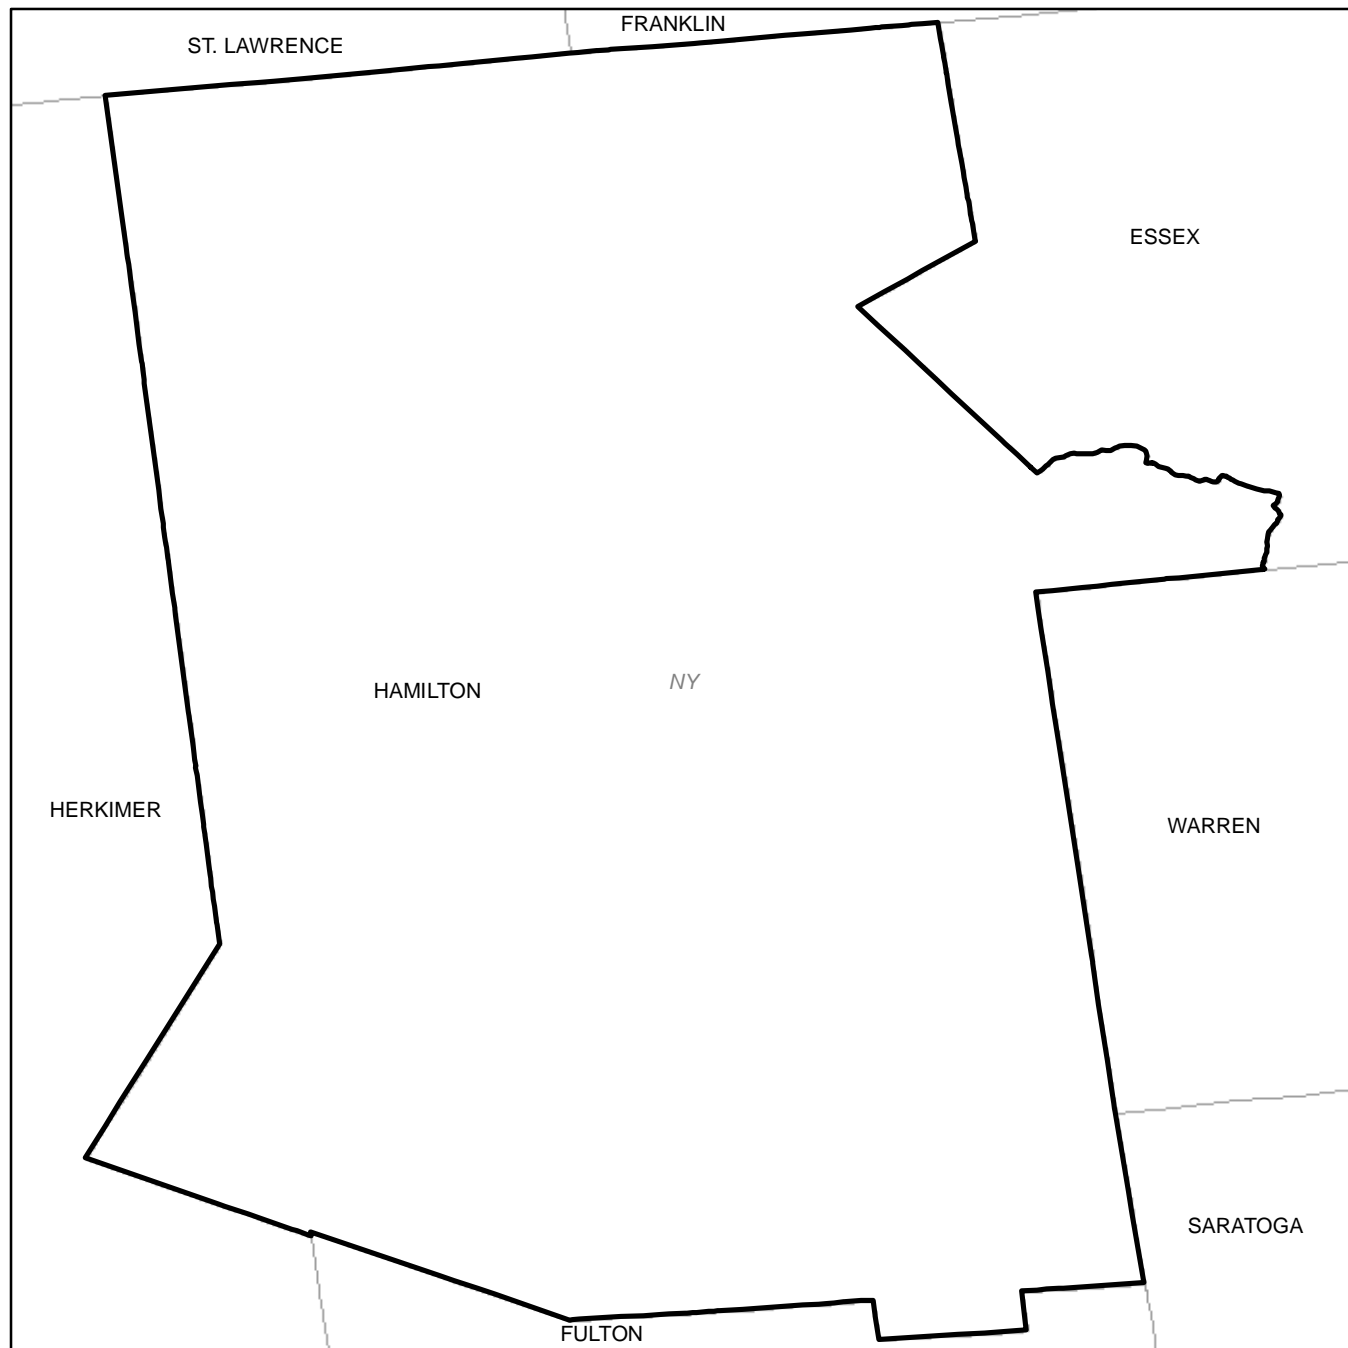 FRANKLIN
ST. LAWRENCE
ESSEX
NY
HAMILTON
HERKIMER
WARREN
SARATOGA
FULTON